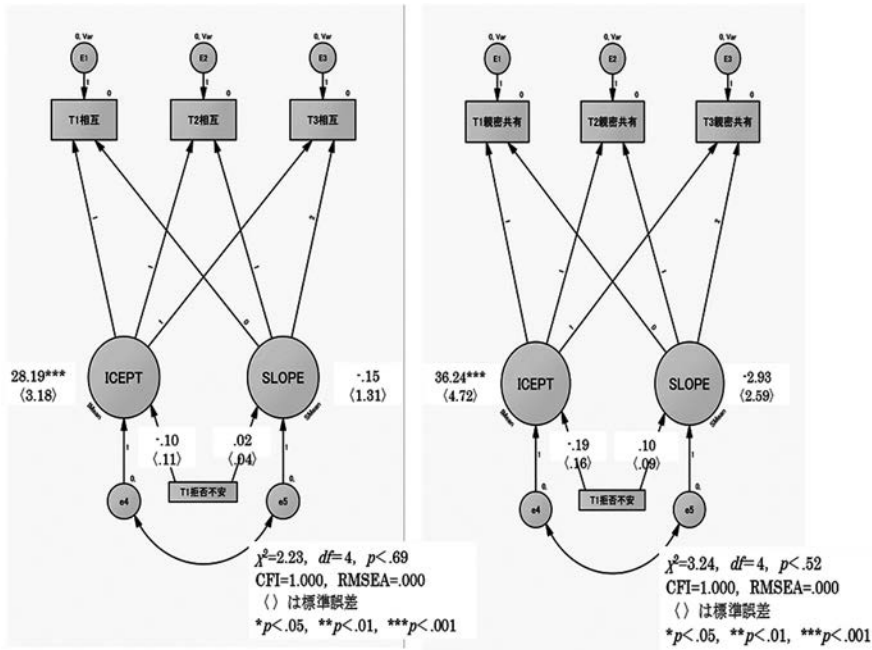 0, Var
E1
1
0
T1相互
0, Var
E2
1
0
T2相互
0, Var
E3
1
0
T3相互
1
1
1
0
1
2
ICEPT
28.19***
〈3.18〉
SMean
SLOPE
-.15
〈1.31〉
SMean
-.10
〈.11〉
.02
〈.04〉
T1拒否不安
1
0,
e4
1
0,
e5
χ²=2.23, df=4, p<.69
CFI=1.000, RMSEA=.000
〈〉は標準誤差
*p<.05, **p<.01, ***p<.001
0, Var
E1
1
0
T1親密共有
0, Var
E2
1
0
T2親密共有
0, Var
E3
1
0
T3親密共有
1
1
1
0
1
2
ICEPT
36.24***
〈4.72〉
SMean
SLOPE
-2.93
〈2.59〉
SMean
-.19
〈.16〉
.10
〈.09〉
T1拒否不安
1
0,
e4
1
0,
e5
χ²=3.24, df=4, p<.52
CFI=1.000, RMSEA=.000
〈〉は標準誤差
*p<.05, **p<.01, ***p<.001